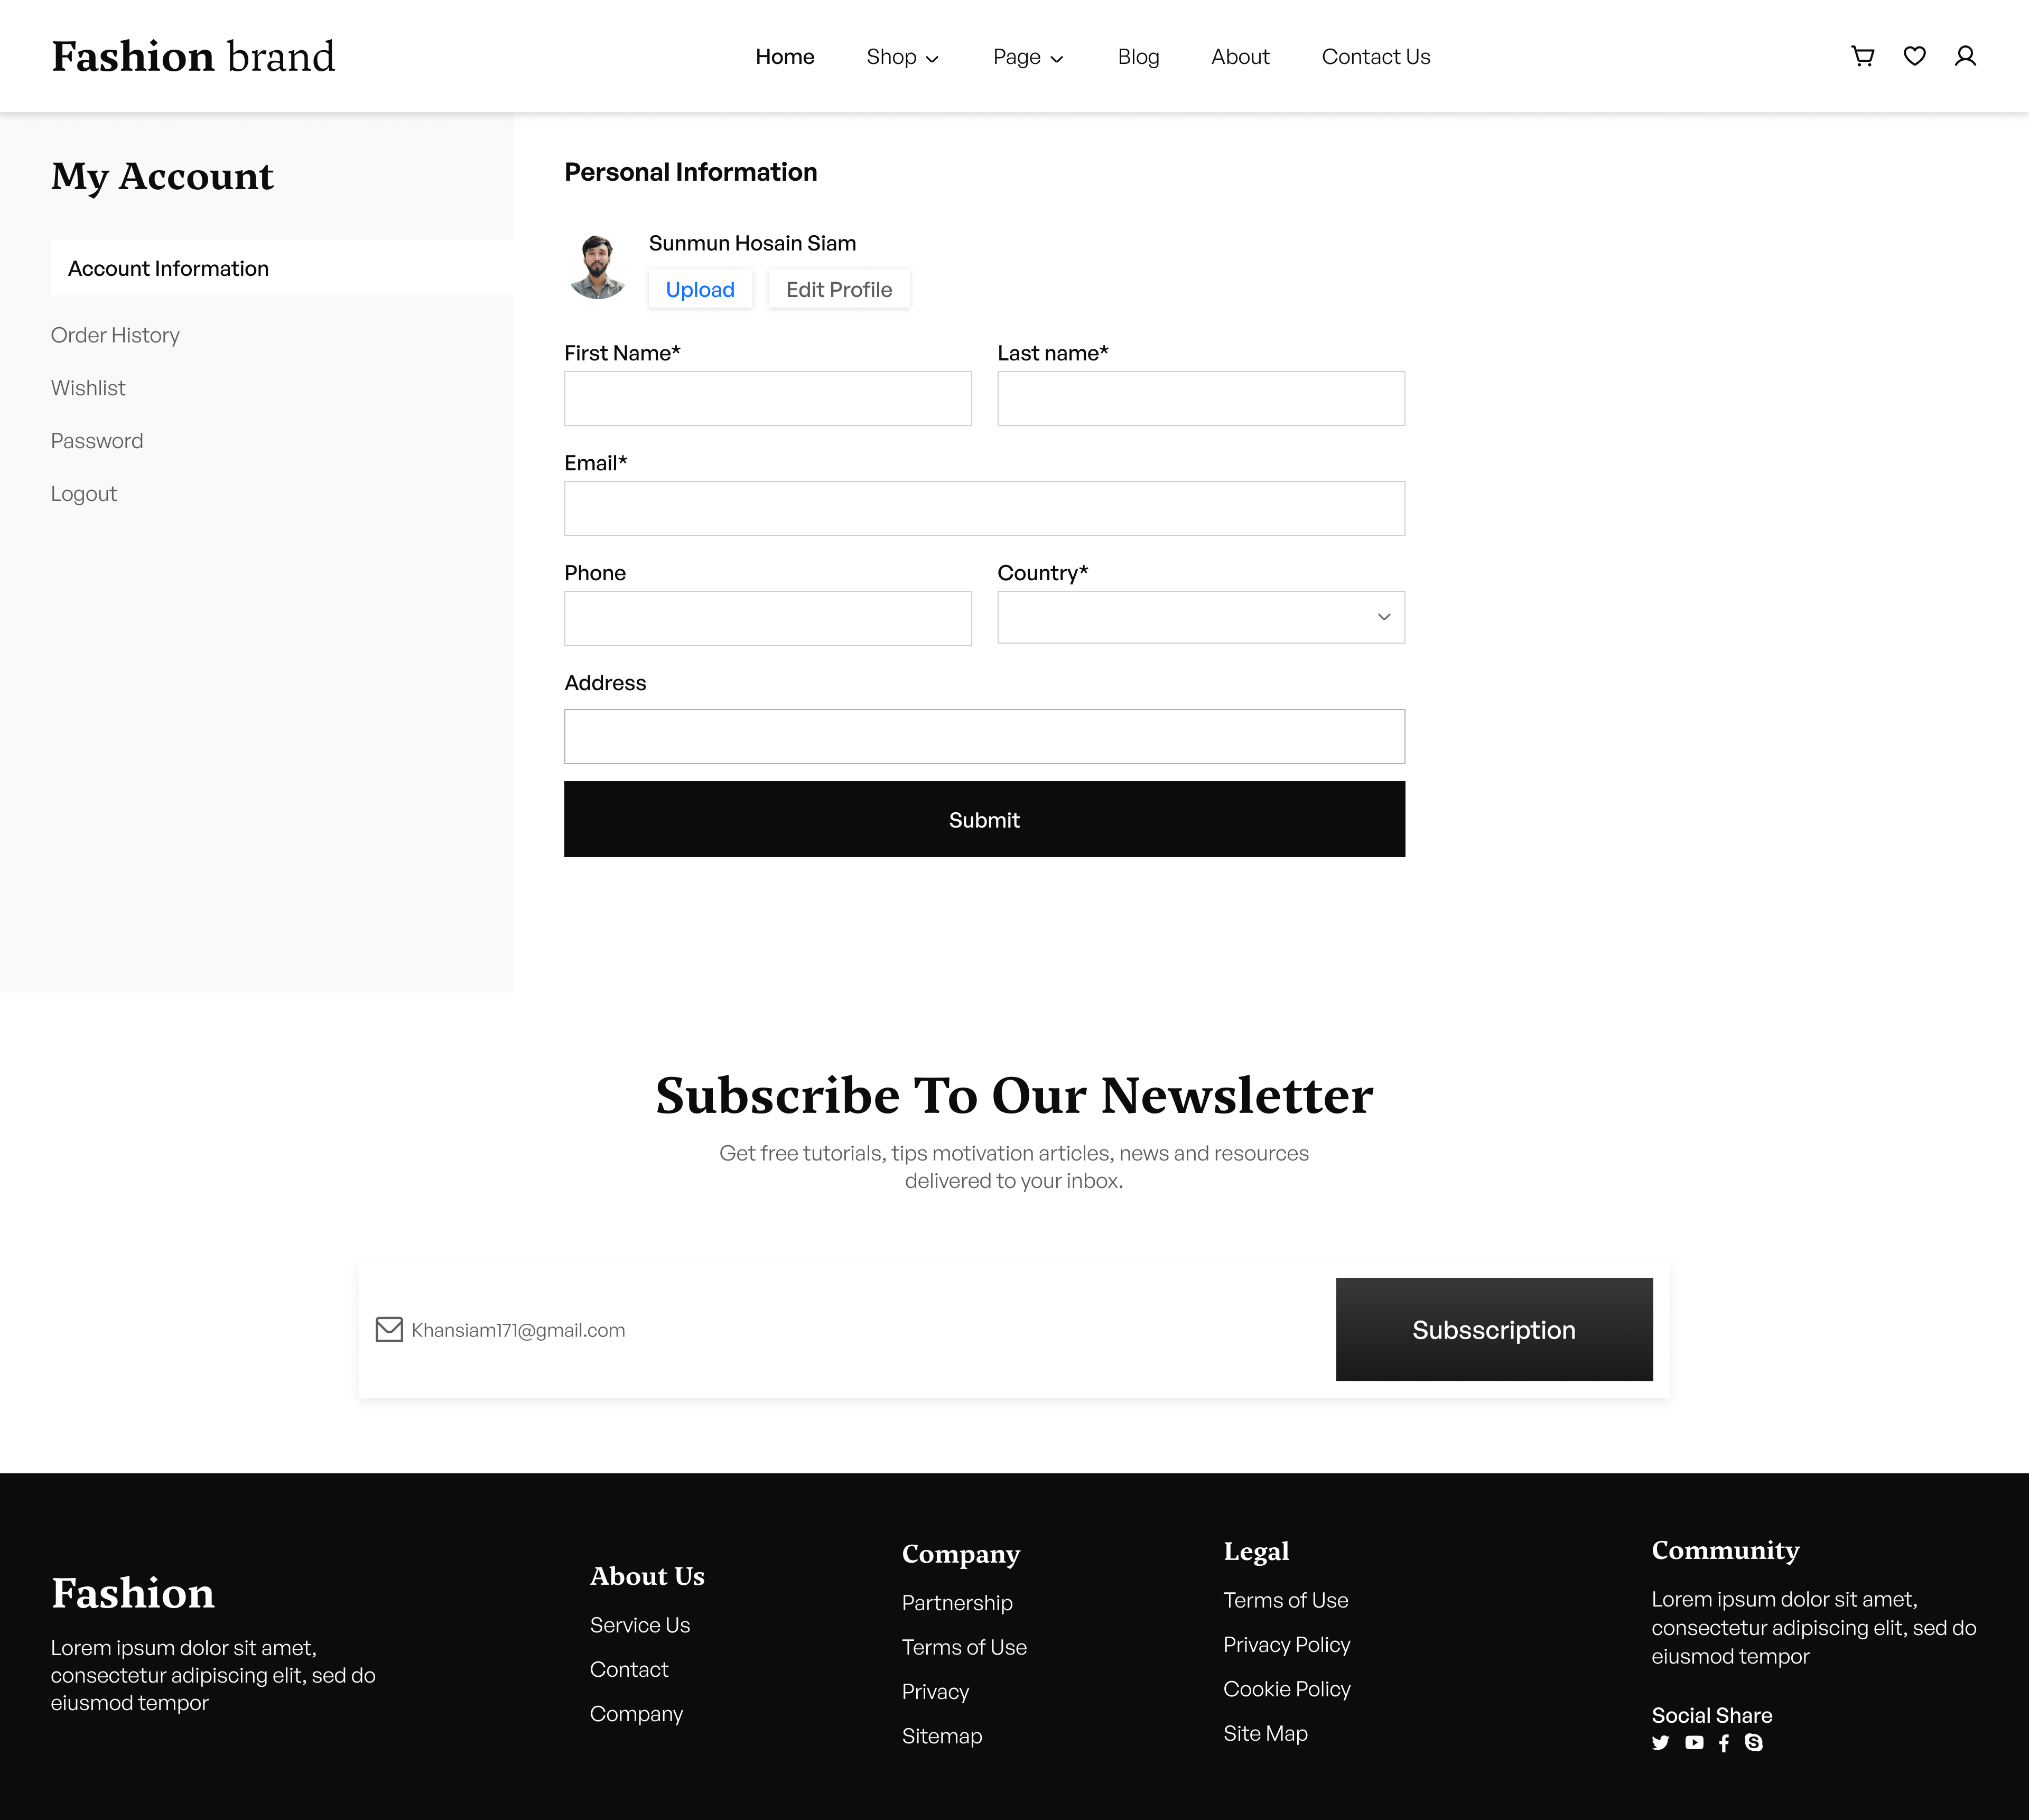 Fashion brand
Home Shop Page Blog About Contact Us
My Account
Account Information
Order History
Wishlist
Password
Logout
Personal Information
Sunmun Hosain Siam
Upload Edit Profile
First Name* Last name*
Email*
Phone Country*
Address
Submit
Subscribe To Our Newsletter
Get free tutorials, tips motivation articles, news and resources
delivered to your inbox.
Khansiam171@gmail.com
Subsscription
Fashion
Lorem ipsum dolor sit amet,
consectetur adipiscing elit, sed do
eiusmod tempor
About Us
Service Us
Contact
Company
Company
Partnership
Terms of Use
Privacy
Sitemap
Legal
Terms of Use
Privacy Policy
Cookie Policy
Site Map
Community
Lorem ipsum dolor sit amet,
consectetur adipiscing elit, sed do
eiusmod tempor
Social Share